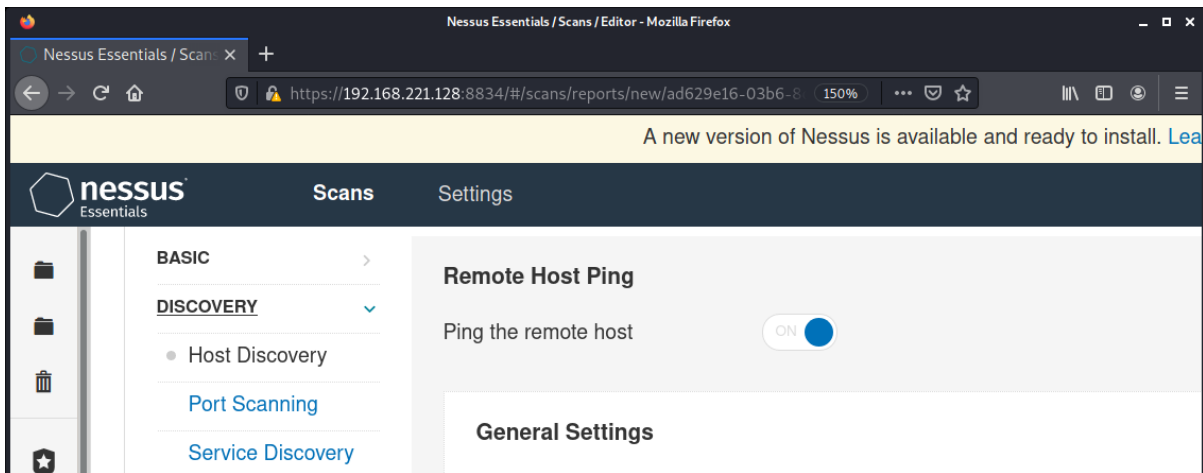 Nessus Essentials / Scans / Editor - Mozilla Firefox
Nessus Essentials / Scans
https://192.168.221.128:8834/#/scans/reports/new/ad629e16-03b6-8 150%
A new version of Nessus is available and ready to install. Lea
nessus Scans Settings
Essentials
BASIC
Remote Host Ping
DISCOVERY
Ping the remote host ON
Host Discovery
Port Scanning
General Settings
Service Discovery